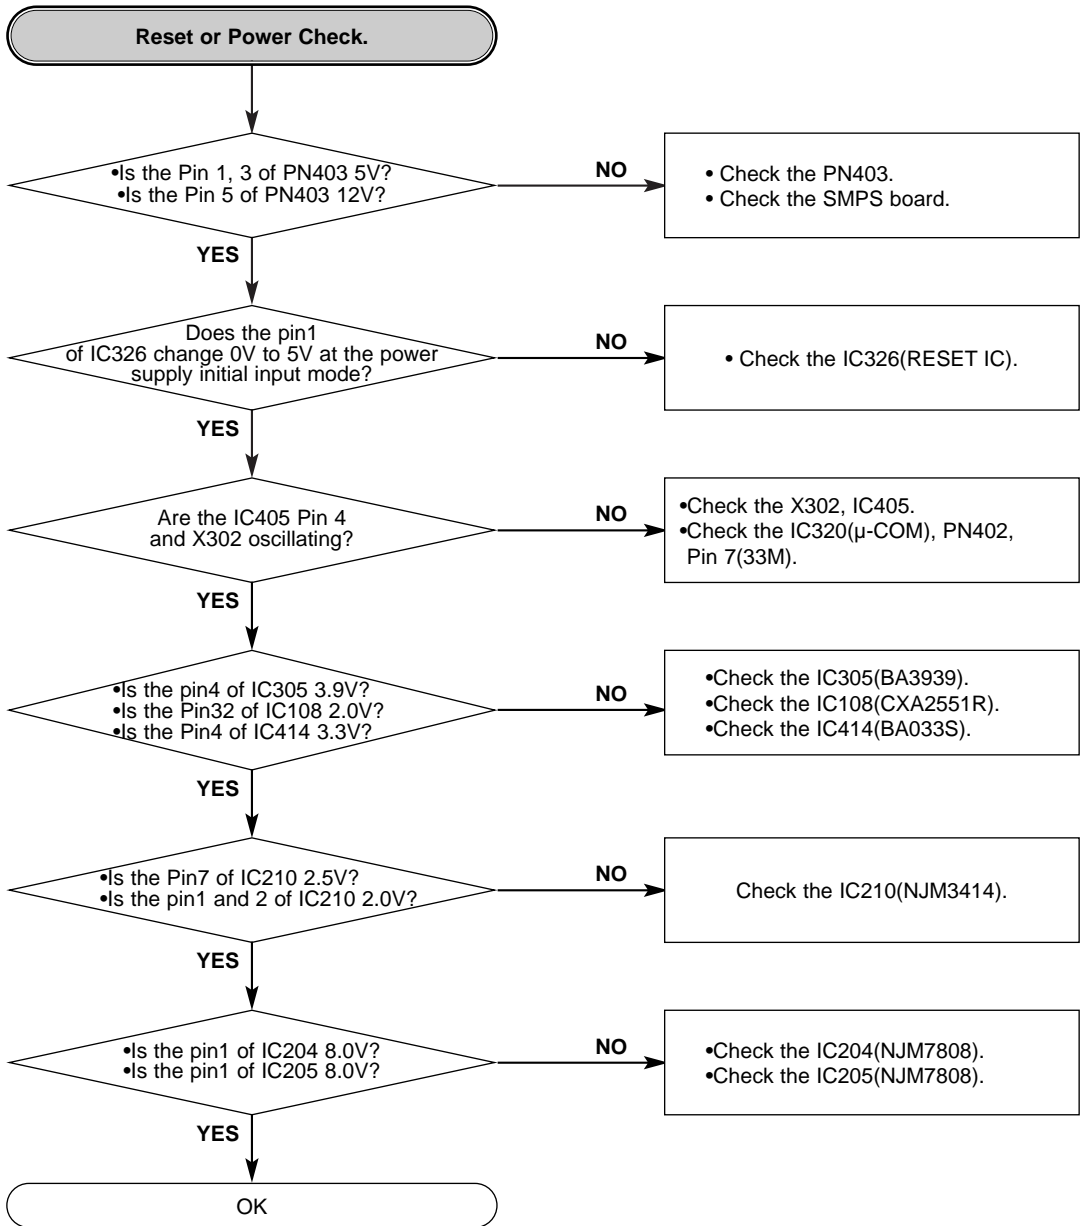 Reset or Power Check.
•Is the Pin 1, 3 of PN403 5V?
•Is the Pin 5 of PN403 12V?
NO
• Check the PN403.
• Check the SMPS board.
YES
Does the pin1
of IC326 change 0V to 5V at the power
supply initial input mode?
NO
• Check the IC326(RESET IC).
YES
Are the IC405 Pin 4
and X302 oscillating?
NO
•Check the X302, IC405.
•Check the IC320(µ-COM), PN402,
Pin 7(33M).
YES
•Is the pin4 of IC305 3.9V?
•Is the Pin32 of IC108 2.0V?
•Is the Pin4 of IC414 3.3V?
NO
•Check the IC305(BA3939).
•Check the IC108(CXA2551R).
•Check the IC414(BA033S).
YES
•Is the Pin7 of IC210 2.5V?
•Is the pin1 and 2 of IC210 2.0V?
NO
Check the IC210(NJM3414).
YES
•Is the pin1 of IC204 8.0V?
•Is the pin1 of IC205 8.0V?
NO
•Check the IC204(NJM7808).
•Check the IC205(NJM7808).
YES
OK